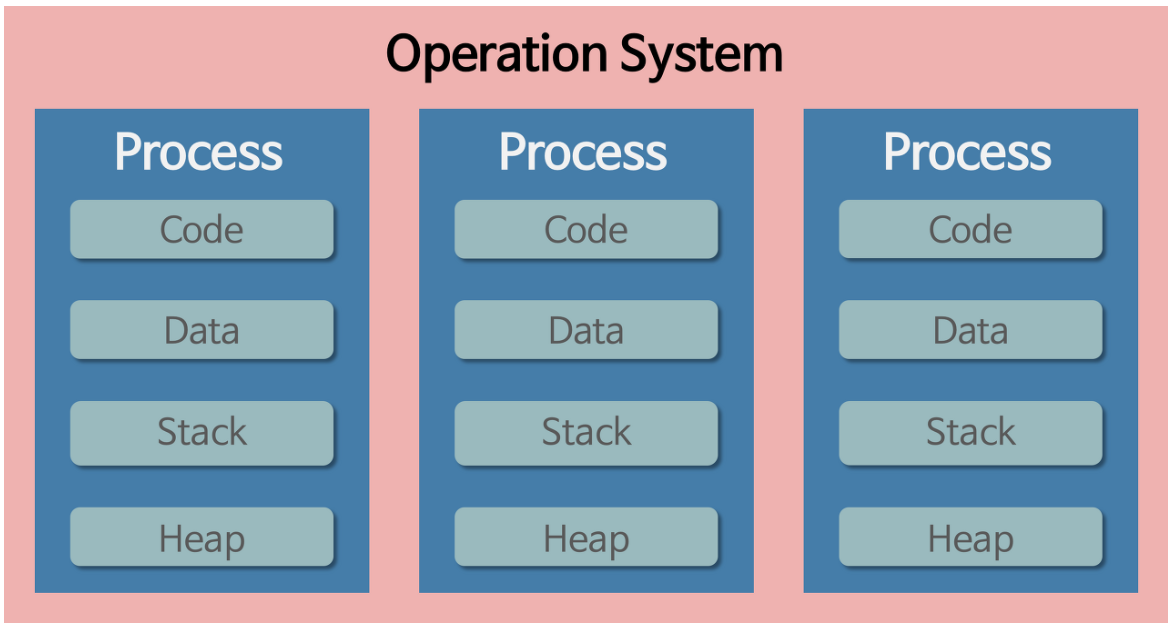 Operation System
Process
Code
Data
Stack
Heap
Process
Code
Data
Stack
Heap
Process
Code
Data
Stack
Heap